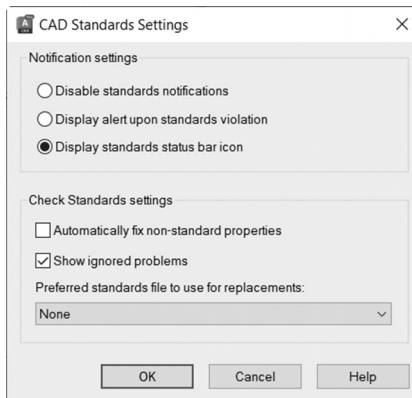 CAD Standards Settings
Notification settings
Disable standards notifications
Display alert upon standards violation
Display standards status bar icon
Check Standards settings
Automatically fix non-standard properties
Show ignored problems
Preferred standards file to use for replacements:
None
OK Cancel Help